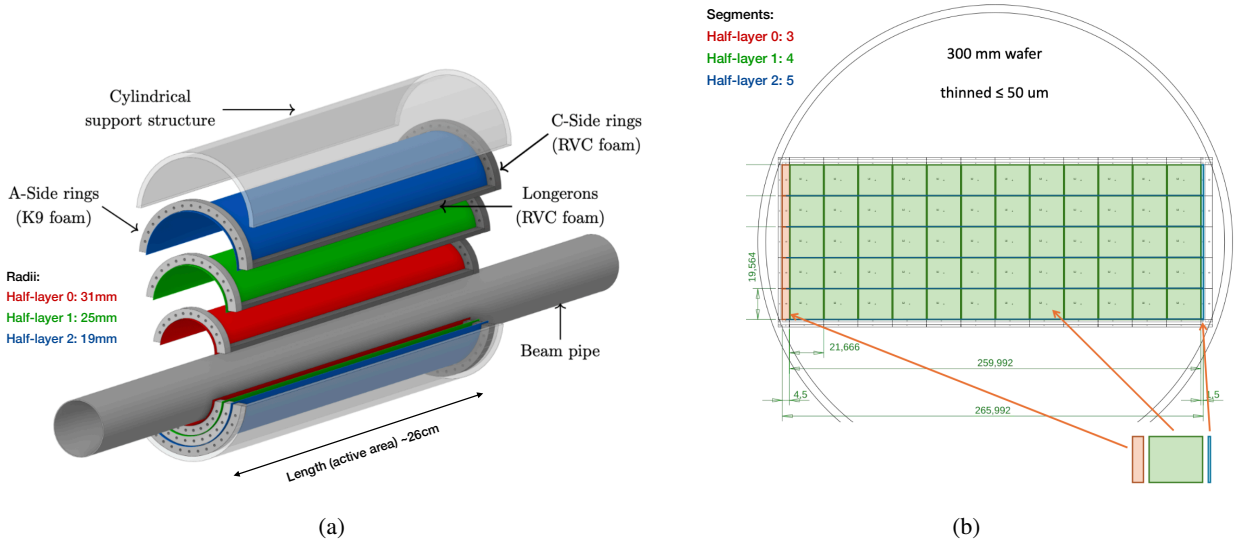 Cylindrical
support structure
C-Side rings
(RVC foam)
A-Side rings
(K9 foam)
Longerons
(RVC foam)
Radii:
Half-layer 0: 31mm
Half-layer 1: 25mm
Half-layer 2: 19mm
Beam pipe
Length (active area) ~26cm
(a)
Segments:
Half-layer 0: 3
Half-layer 1: 4
Half-layer 2: 5
300 mm wafer
thinned ≤ 50 um
19,564
21,666
259,992
4,5
1,5
265,992
(b)